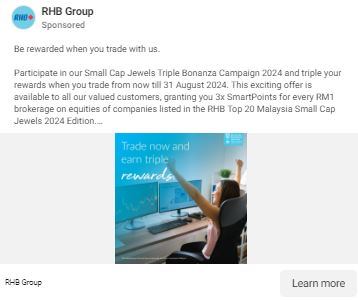 RHB Group
RHB
Sponsored
Be rewarded when you trade with us.
Participate in our Small Cap Jewels Triple Bonanza Campaign 2024 and triple your
rewards when you trade from now till 31 August 2024. This exciting offer is
available to all our valued customers, granting you 3x SmartPoints for every RM1
brokerage on equities of companies listed in the RHB Top 20 Malaysia Small Cap
Jewels 2024 Edition....
Trade now and
earn triple
rewards.
RHB Group
Learn more